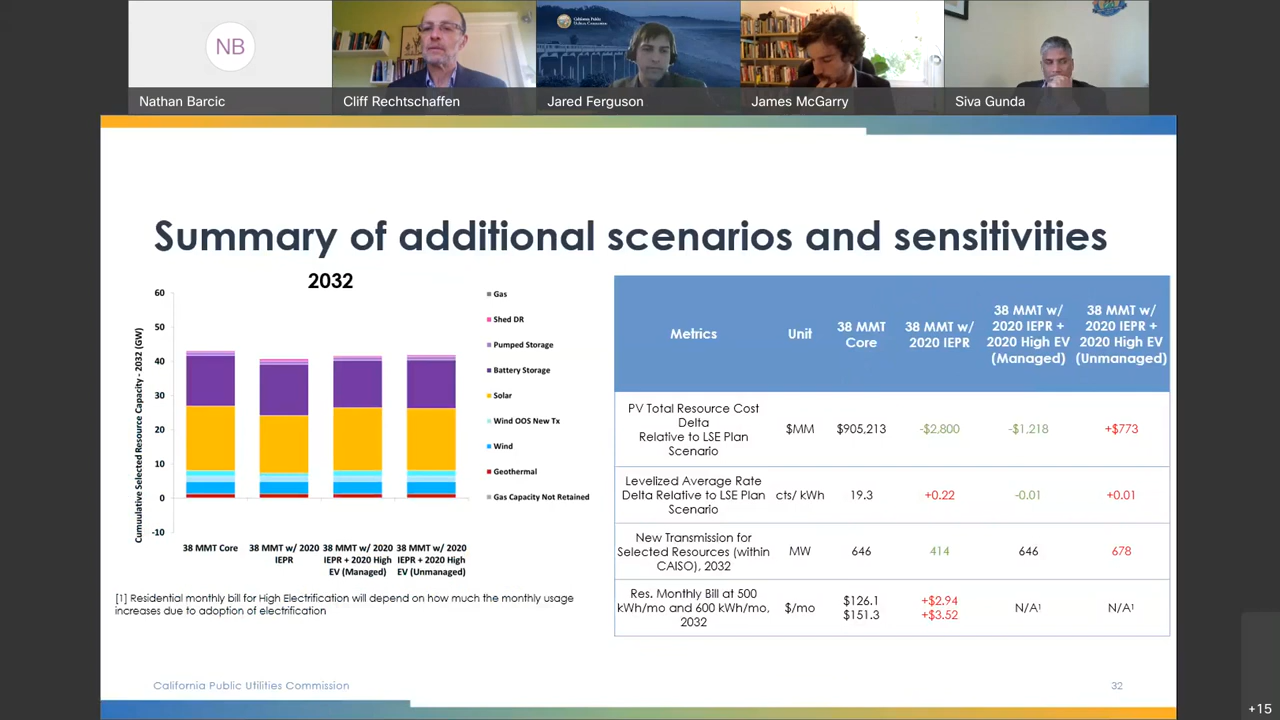 NB
California Public
Utilities Commission
Nathan Barcic
Cliff Rechtschaffen
Jared Ferguson
James McGarry
Siva Gunda
Summary of additional scenarios and sensitivities
2032
Cumuulative Selected Resource Capacity - 2032 (GW)
60
50
40
30
20
10
0
-10
38 MMT Core
38 MMT w/ 2020
IEPR
38 MMT w/ 2020
IEPR + 2020 High
EV (Managed)
38 MMT w/ 2020
IEPR + 2020 High
EV (Unmanaged)
Gas
Shed DR
Pumped Storage
Battery Storage
Solar
Wind OOS New Tx
Wind
Geothermal
Gas Capacity Not Retained
[1] Residential monthly bill for High Electrification will depend on how much the monthly usage
increases due to adoption of electrification
Metrics
Unit
38 MMT
Core
38 MMT w/
2020 IEPR
38 MMT w/
2020 IEPR +
2020 High EV
(Managed)
38 MMT w/
2020 IEPR +
2020 High EV
(Unmanaged)
PV Total Resource Cost
Delta
Relative to LSE Plan
Scenario
$MM
$905,213
-$2,800
-$1,218
+$773
Levelized Average Rate
Delta Relative to LSE Plan
Scenario
cts/ kWh
19.3
+0.22
-0.01
+0.01
New Transmission for
Selected Resources (within
CAISO), 2032
MW
646
414
646
678
Res. Monthly Bill at 500
kWh/mo and 600 kWh/mo,
2032
$/mo
$126.1
$151.3
+$2.94
+$3.52
N/A¹
N/A¹
California Public Utilities Commission
32
+15